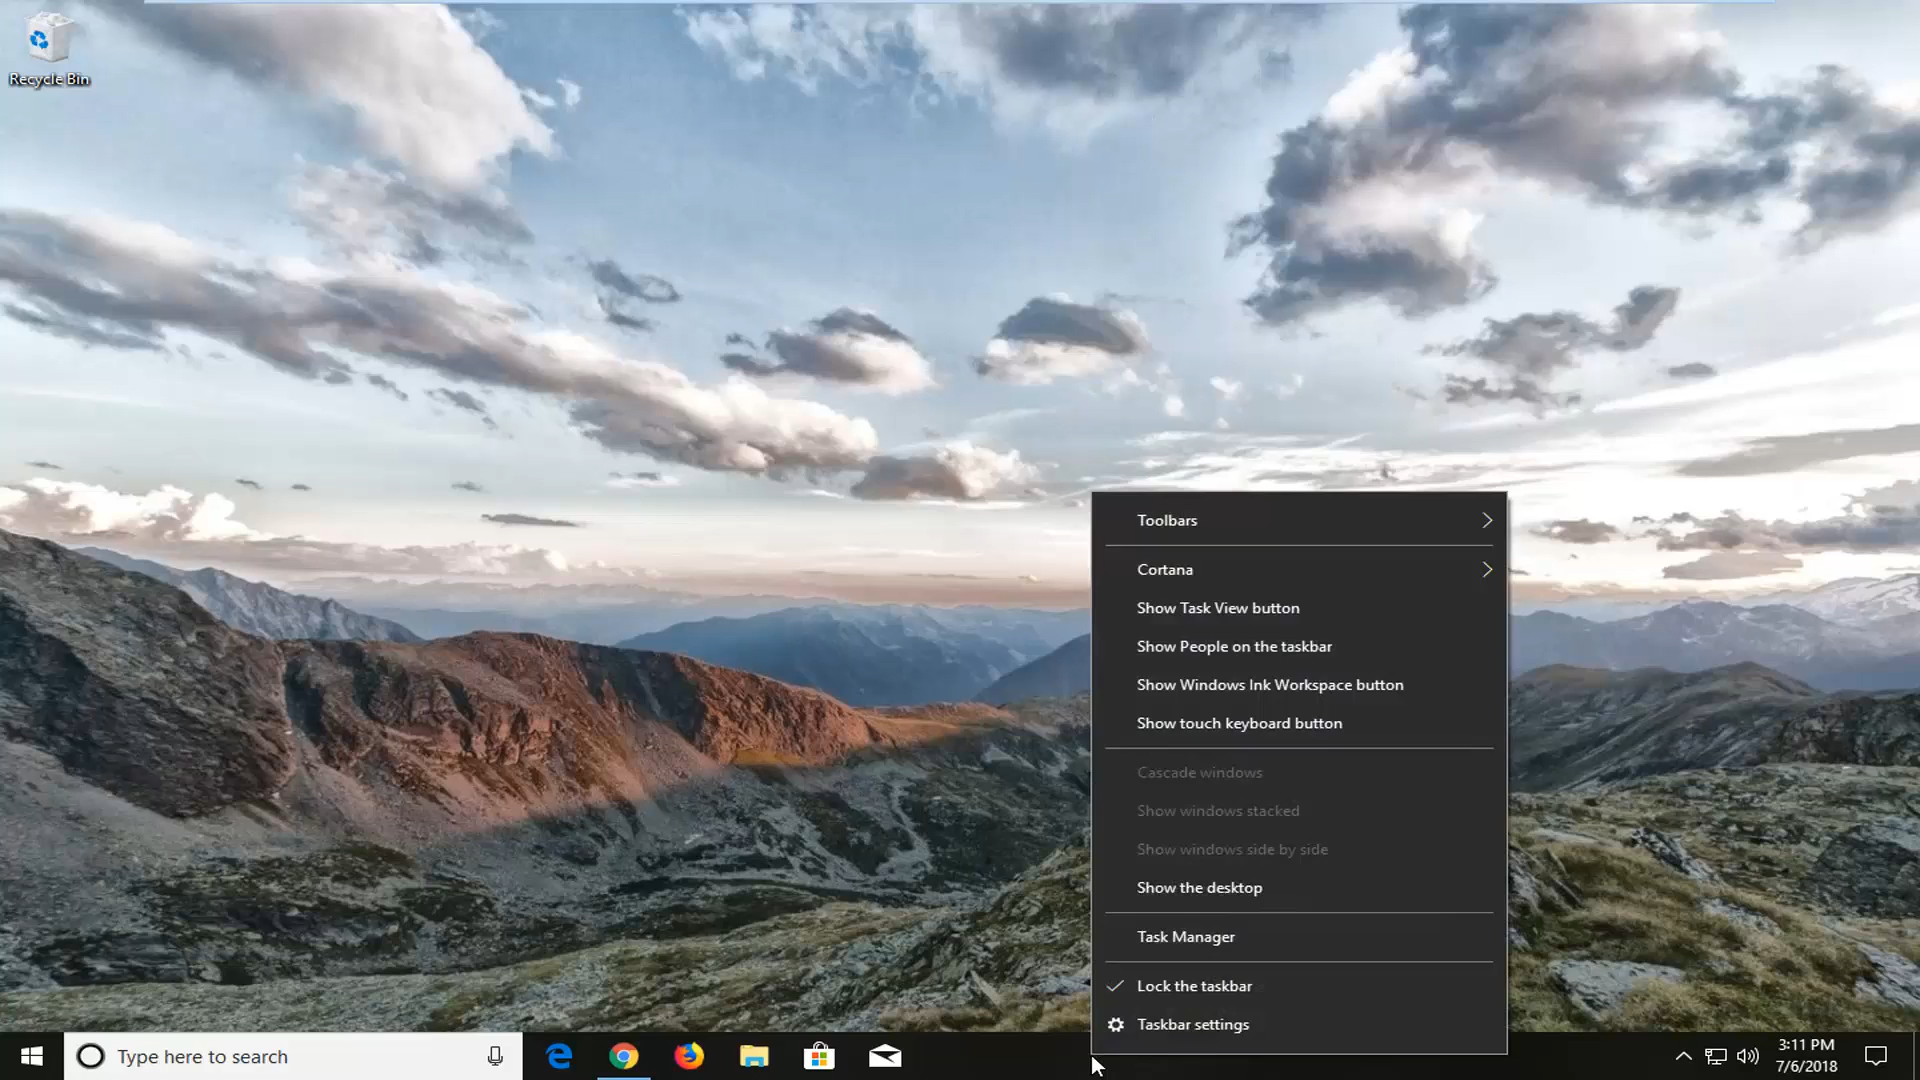 Recycle Bin
Toolbars
Cortana
Show Task View button
Show People on the taskbar
Show Windows Ink Workspace button
Show touch keyboard button
Cascade windows
Show windows stacked
Show windows side by side
Show the desktop
Task Manager
Lock the taskbar
Taskbar settings
Type here to search
3:11 PM
7/6/2018